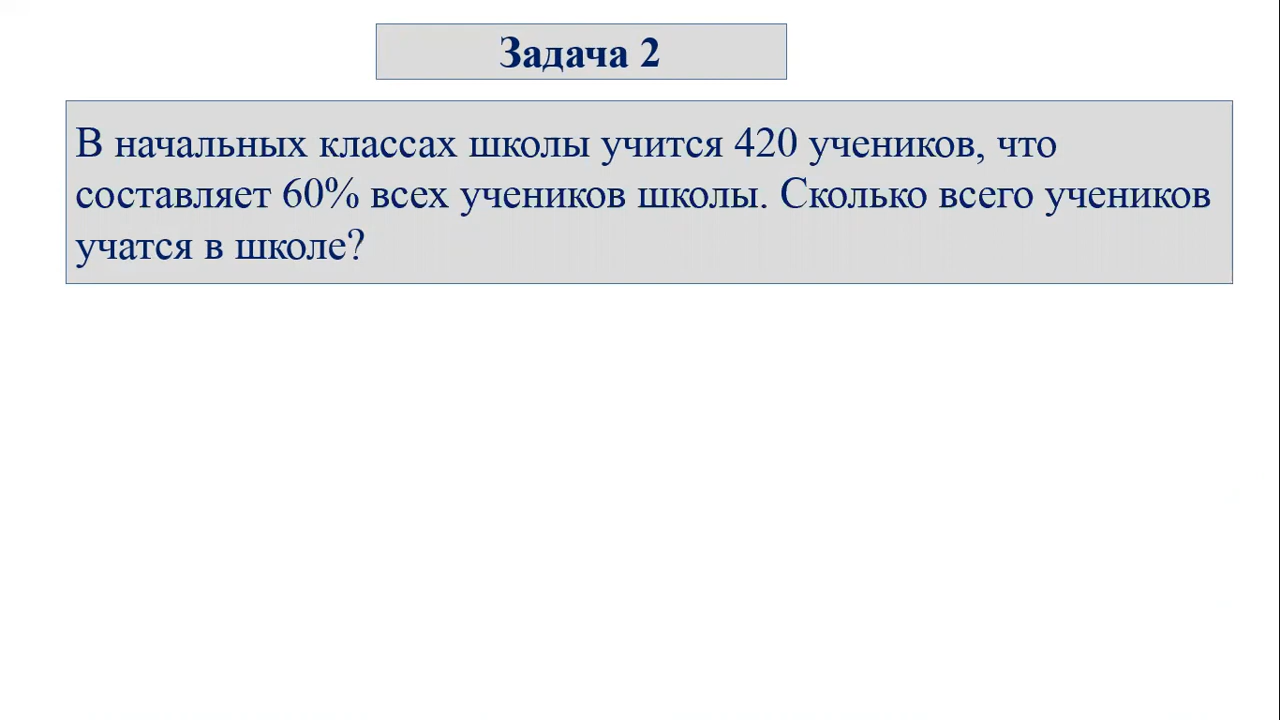 Задача 2
В начальных классах школы учится 420 учеников, что
составляет 60% всех учеников школы. Сколько всего учеников
учатся в школе?